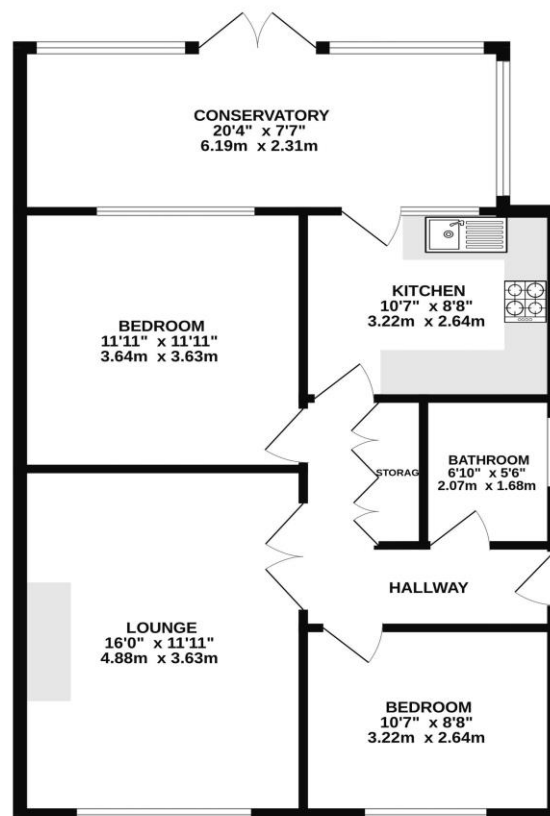 CONSERVATORY
20'4" x 7'7"
6.19m x 2.31m
KITCHEN
10'7" x 8'8"
3.22m x 2.64m
BEDROOM
11'11" x 11'11"
3.64m x 3.63m
STORAG
BATHROOM
6'10" x 5'6"
2.07m x 1.68m
HALLWAY
LOUNGE
16'0" x 11'11"
4.88m x 3.63m
BEDROOM
10'7" x 8'8"
3.22m x 2.64m